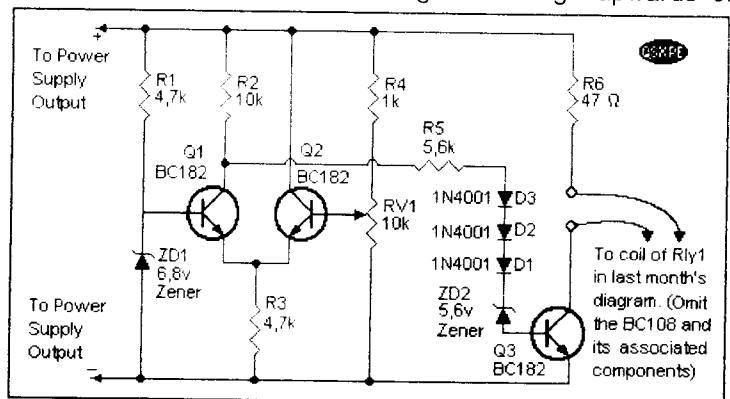 upwards
+
To Power
Supply
Output
R1
4,7k
R2
10k
R4
1k
R6
47 Ω
Q1
BC182
Q2
BC182
R5
5,6k
RV1
10k
1N4001
D3
1N4001
D2
1N4001
D1
ZD1
6,8v
Zener
R3
4,7k
ZD2
5,6v
Zener
Q3
BC182
To coil of Rly1
in last month's
diagram. (Omit
the BC108 and
its associated
components)
To Power
Supply
Output